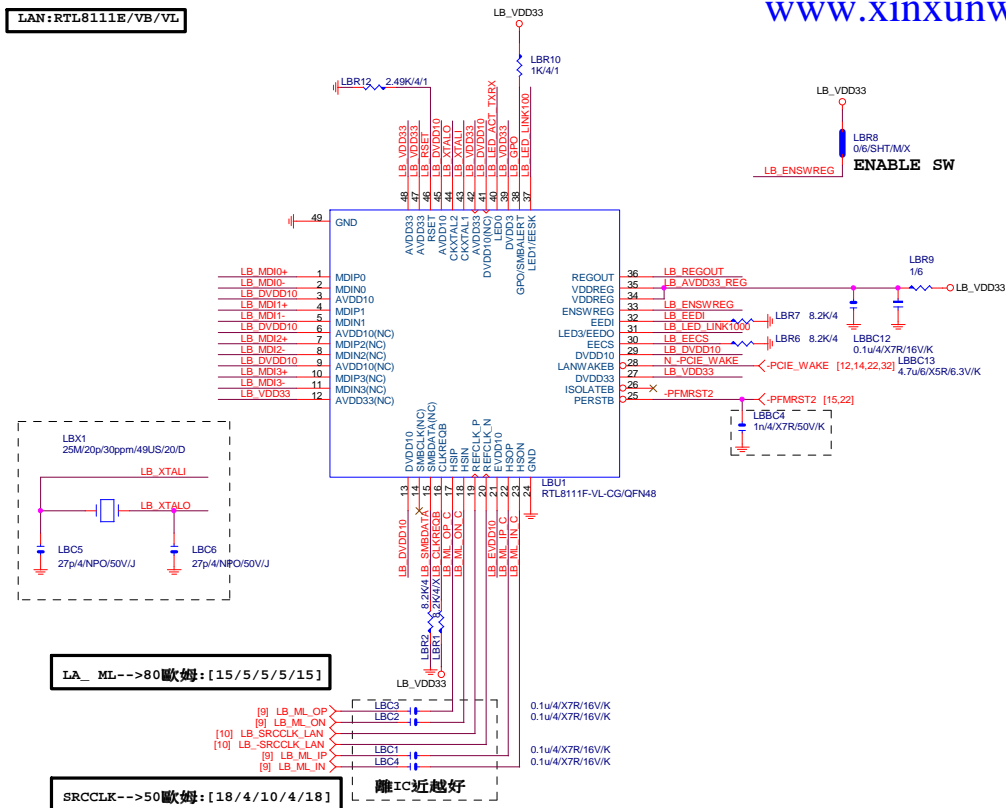 LAN:RTL8111E/VB/VL
www.xinxunw
LB_VDD33
LBR10
1K/4/1
LBR12 2.49K/4/1
LB_VDD33
LBR8
0/6/SHT/M/X
LB_ENSWREG
ENABLE SW
LB_VDD33
LB_VDD33
LB_RSET
LB_DVDD10
LB_XTALO
LB_XTALI
LB_VDD33
LB_DVDD10
LB_LED_ACT_TXRX
LB_VDD33
LB_GPO
LB_LED_LINK100
48 47 46 45 44 43 42 41 40 39 38 37
AVDD33
AVDD33
RSET
AVDD10
CKXTAL2
CKXTAL1
AVDD33
DVDD10(NC)
LED0
DVDD3
GPO/SMBALERT
LED1/EESK
49 GND
LB_MDI0+ 1 MDIP0
LB_MDI0- 2 MDIN0
LB_DVDD10 3 AVDD10
LB_MDI1+ 4 MDIP1
LB_MDI1- 5 MDIN1
LB_DVDD10 6 AVDD10(NC)
LB_MDI2+ 7 MDIP2(NC)
LB_MDI2- 8 MDIN2(NC)
LB_DVDD10 9 AVDD10(NC)
LB_MDI3+ 10 MDIP3(NC)
LB_MDI3- 11 MDIN3(NC)
LB_VDD33 12 AVDD33(NC)
REGOUT 36 LB_REGOUT
VDDREG 35 LB_AVDD33_REG
VDDREG 34
ENSWREG 33 LB_ENSWREG
EEDI 32 LB_EEDI
LED3/EEDO 31 LB_LED_LINK1000
EECS 30 LB_EECS
DVDD10 29 LB_DVDD10
LANWAKEB 28 N_-PCIE_WAKE
DVDD33 27 LB_VDD33
ISOLATEB 26
PERSTB 25 -PFMRST2
LBR9
1/6
LB_VDD33
LBR7 8.2K/4
LBR6 8.2K/4
LBBC12
0.1u/4/X7R/16V/K
LBBC13
4.7u/6/X5R/6.3V/K
-PCIE_WAKE [12,14,22,32]
-PFMRST2 [15,22]
LBBC4
1n/4/X7R/50V/K
DVDD10
SMBCLK(NC)
SMBDATA(NC)
CLKREQB
HSIP
HSIN
REFCLK_P
REFCLK_N
EVDD10
HSOP
HSON
GND
13 14 15 16 17 18 19 20 21 22 23 24
LBU1
RTL8111F-VL-CG/QFN48
LB_DVDD10
LB_SMBDATA
LB_CLKREQB
LB_ML_OP_C
LB_ML_ON_C
LB_EVDD10
LB_ML_IP_C
LB_ML_IN_C
8.2K/4
8.2K/4/X
LBR2
LBR1
LB_VDD33
LBX1
25M/20p/30ppm/49US/20/D
LB_XTALI
LB_XTALO
LBC5
27p/4/NPO/50V/J
LBC6
27p/4/NPO/50V/J
LA_ ML-->80歐姆:[15/5/5/5/15]
[9] LB_ML_OP LBC3 0.1u/4/X7R/16V/K
[9] LB_ML_ON LBC2 0.1u/4/X7R/16V/K
[10] LB_SRCCLK_LAN
[10] LB_-SRCCLK_LAN
[9] LB_ML_IP LBC1 0.1u/4/X7R/16V/K
[9] LB_ML_IN LBC4 0.1u/4/X7R/16V/K
離IC近越好
SRCCLK-->50歐姆:[18/4/10/4/18]